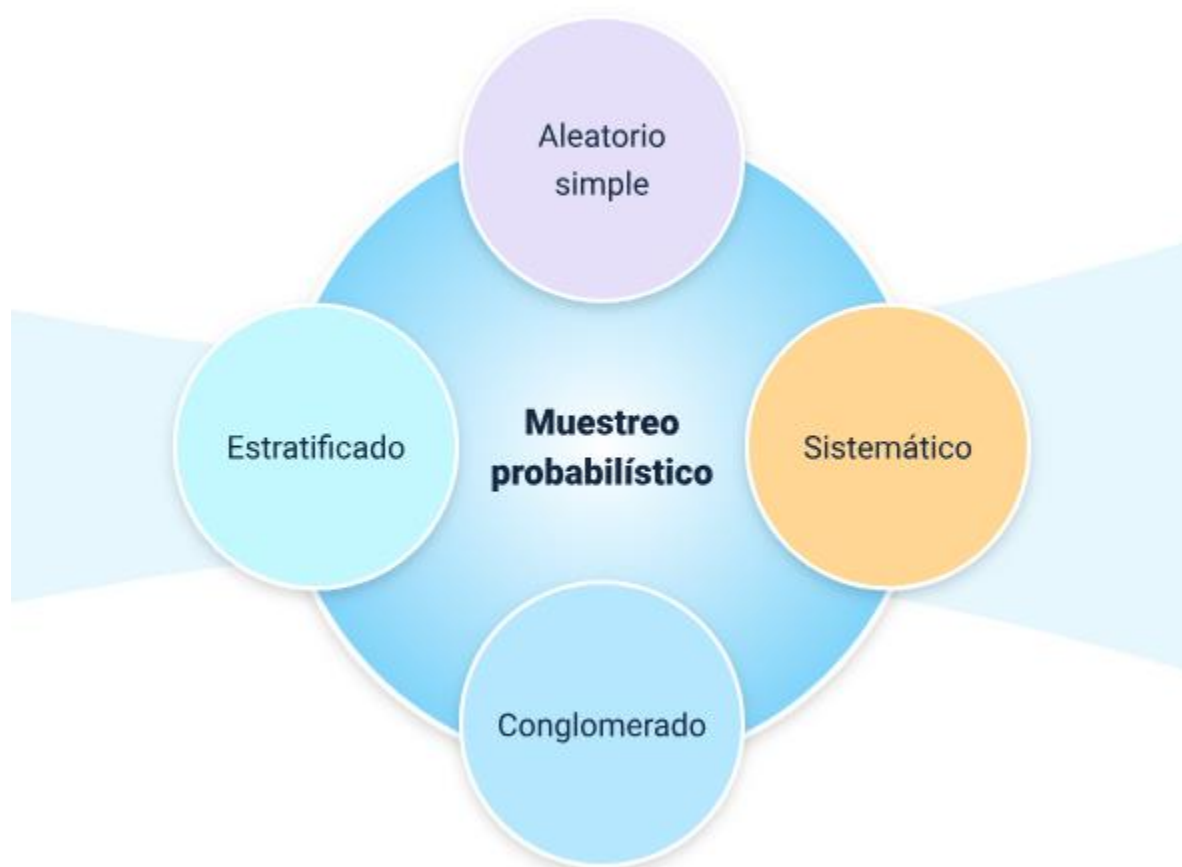 Aleatorio
simple
Muestreo
probabilístico
Estratificado
Sistemático
Conglomerado